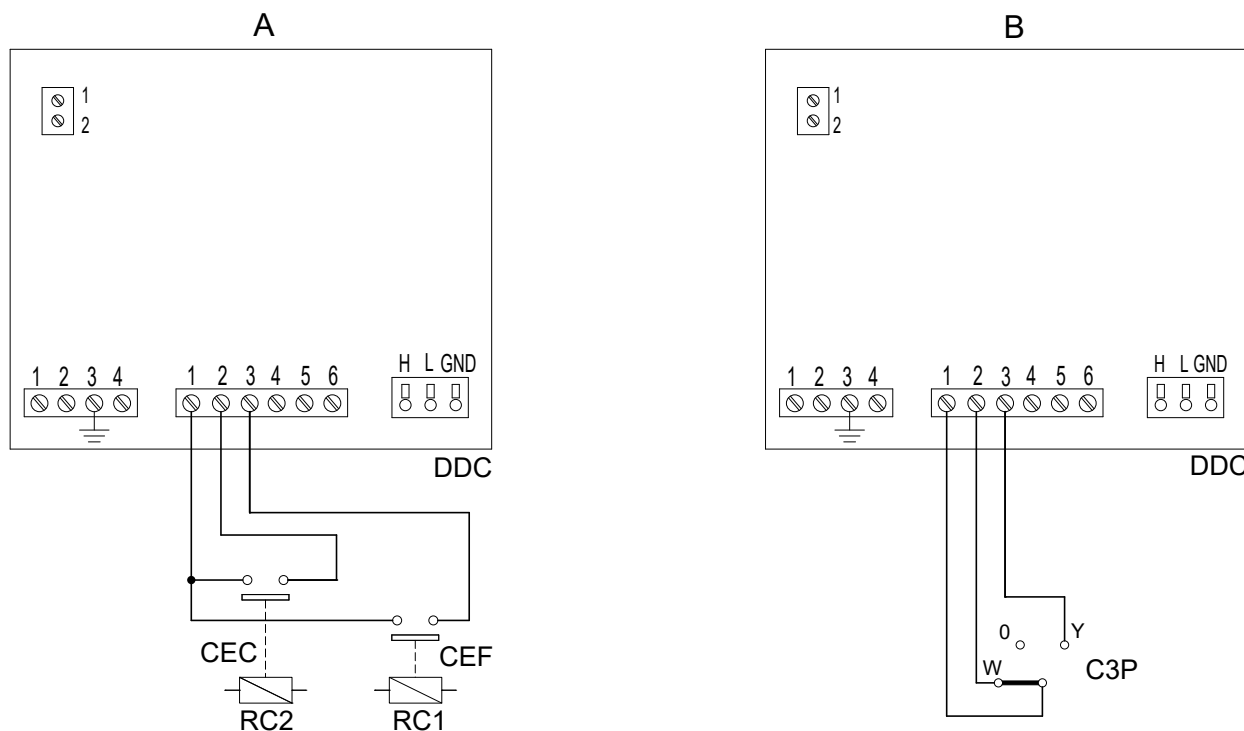 A
1
2
1 2 3 4
1 2 3 4 5 6
H L GND
DDC
CEC
CEF
RC2
RC1
B
1
2
1 2 3 4
1 2 3 4 5 6
H L GND
DDC
0
Y
W
C3P